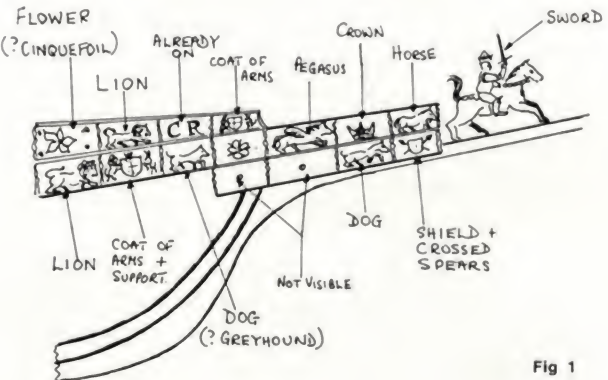 FLOWER
(?CINQUEFOIL)
LION
ALREADY
ON
COAT OF
ARMS
PEGASUS
CROWN
HORSE
SWORD
CR
LION
COAT OF
ARMS +
SUPPORT.
DOG
(?GREYHOUND)
NOT VISIBLE
DOG
SHIELD +
CROSSED
SPEARS
Fig 1